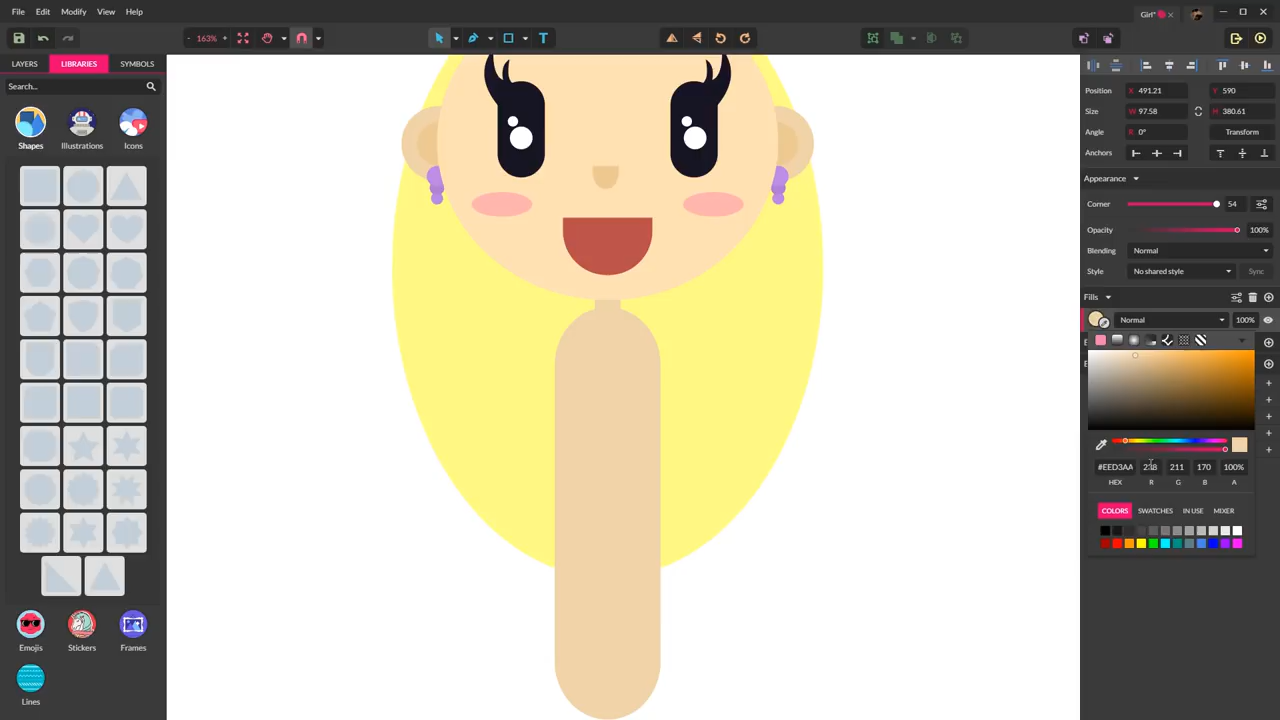 File Edit Modify View Help
Girl*
163%
LAYERS LIBRARIES SYMBOLS
Search...
Shapes Illustrations Icons
Emojis Stickers Frames
Lines
Position X 491.21 Y 590
Size W 97.58 H 380.61
Angle R 0° Transform
Anchors
Appearance
Corner 54
Opacity 100%
Blending Normal
Style No shared style Sync
Fills
Normal 100%
#EED3AA 238 211 170 100%
HEX R G B A
COLORS SWATCHES IN USE MIXER